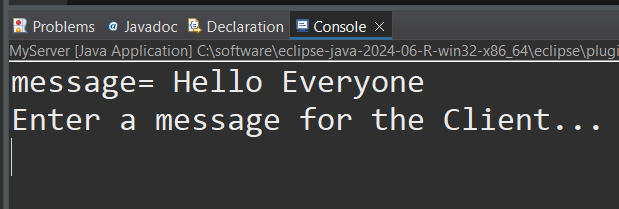 Problems @ Javadoc Declaration Console
MyServer [Java Application] C:\software\eclipse-java-2024-06-R-win32-x86_64\eclipse\plugi
message= Hello Everyone
Enter a message for the Client...